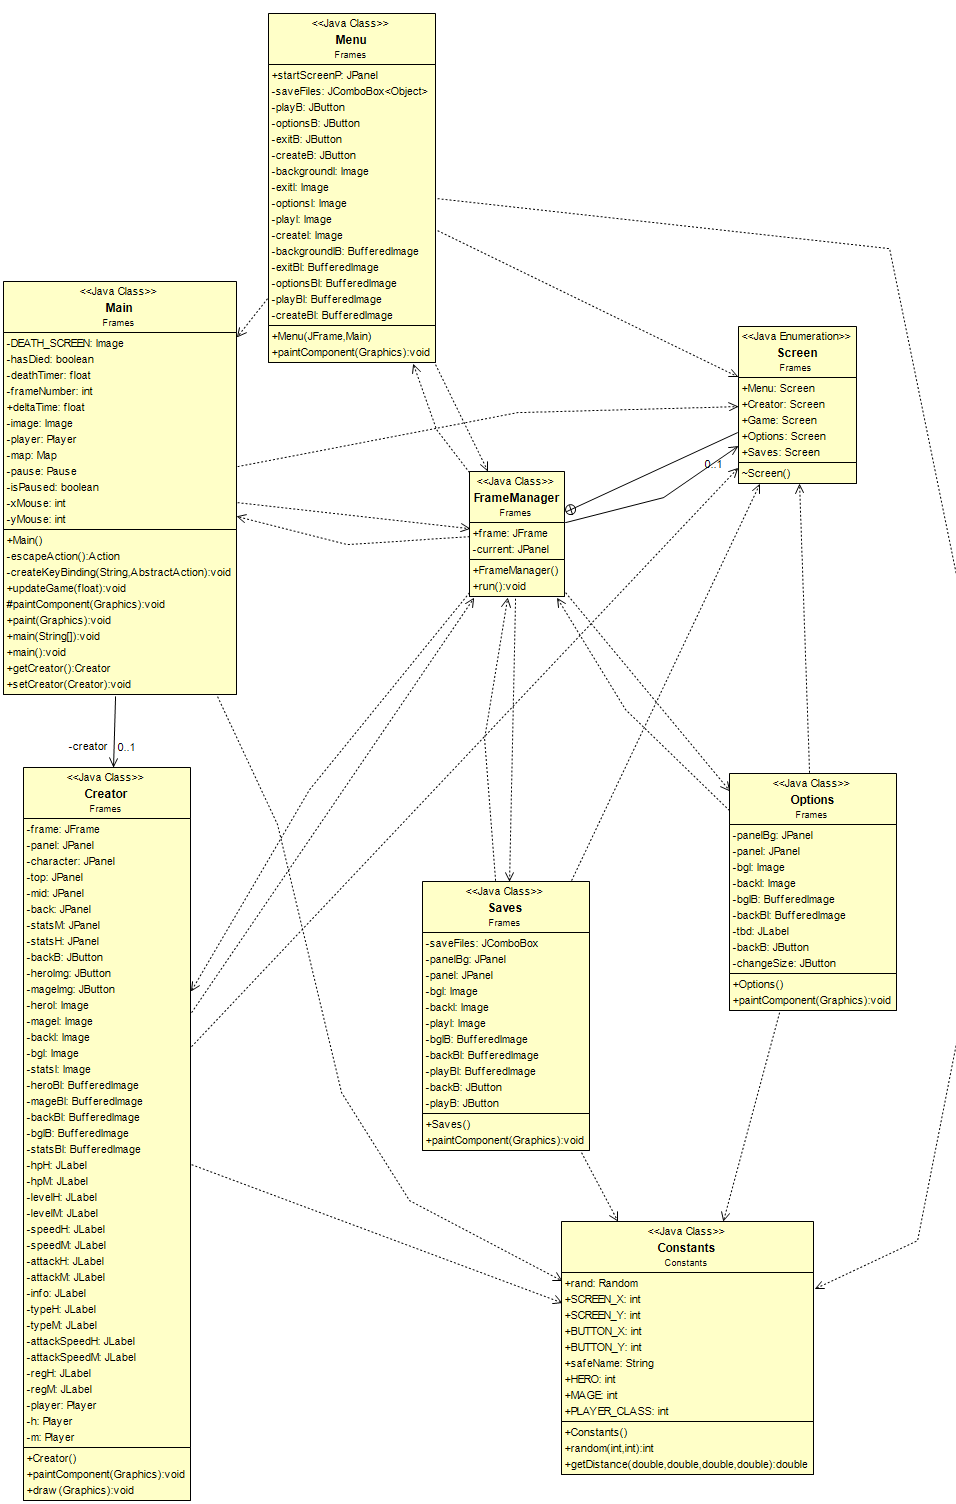 <<Java Class>>
Menu
Frames
+startScreenP: JPanel
-saveFiles: JComboBox<Object>
-playB: JButton
-optionsB: JButton
-exitB: JButton
-createB: JButton
-backgroundI: Image
-exitI: Image
-optionsI: Image
-playI: Image
-createI: Image
-backgroundIB: BufferedImage
-exitBI: BufferedImage
-optionsBI: BufferedImage
-playBI: BufferedImage
-createBI: BufferedImage
+Menu(JFrame,Main)
+paintComponent(Graphics):void
<<Java Class>>
Main
Frames
-DEATH_SCREEN: Image
-hasDied: boolean
-deathTimer: float
-frameNumber: int
+deltaTime: float
-image: Image
-player: Player
-map: Map
-pause: Pause
-isPaused: boolean
-xMouse: int
-yMouse: int
+Main()
-escapeAction():Action
-createKeyBinding(String,AbstractAction):void
+updateGame(float):void
#paintComponent(Graphics):void
+paint(Graphics):void
+main(String[]):void
+main():void
+getCreator():Creator
+setCreator(Creator):void
<<Java Enumeration>>
Screen
Frames
+Menu: Screen
+Creator: Screen
+Game: Screen
+Options: Screen
+Saves: Screen
~Screen()
0..1
<<Java Class>>
FrameManager
Frames
+frame: JFrame
-current: JPanel
+FrameManager()
+run():void
-creator 0..1
<<Java Class>>
Creator
Frames
-frame: JFrame
-panel: JPanel
-character: JPanel
-top: JPanel
-mid: JPanel
-back: JPanel
-statsM: JPanel
-statsH: JPanel
-backB: JButton
-heroImg: JButton
-mageImg: JButton
-heroI: Image
-mageI: Image
-backI: Image
-bgI: Image
-statsI: Image
-heroBI: BufferedImage
-mageBI: BufferedImage
-backBI: BufferedImage
-bgIB: BufferedImage
-statsBI: BufferedImage
-hpH: JLabel
-hpM: JLabel
-levelH: JLabel
-levelM: JLabel
-speedH: JLabel
-speedM: JLabel
-attackH: JLabel
-attackM: JLabel
-info: JLabel
-typeH: JLabel
-typeM: JLabel
-attackSpeedH: JLabel
-attackSpeedM: JLabel
-regH: JLabel
-regM: JLabel
-player: Player
-h: Player
-m: Player
+Creator()
+paintComponent(Graphics):void
+draw(Graphics):void
<<Java Class>>
Saves
Frames
-saveFiles: JComboBox
-panelBg: JPanel
-panel: JPanel
-bgI: Image
-backI: Image
-playI: Image
-bgIB: BufferedImage
-backBI: BufferedImage
-playBI: BufferedImage
-backB: JButton
-playB: JButton
+Saves()
+paintComponent(Graphics):void
<<Java Class>>
Options
Frames
-panelBg: JPanel
-panel: JPanel
-bgI: Image
-backI: Image
-bgIB: BufferedImage
-backBI: BufferedImage
-tbd: JLabel
-backB: JButton
-changeSize: JButton
+Options()
+paintComponent(Graphics):void
<<Java Class>>
Constants
Constants
+rand: Random
+SCREEN_X: int
+SCREEN_Y: int
+BUTTON_X: int
+BUTTON_Y: int
+safeName: String
+HERO: int
+MAGE: int
+PLAYER_CLASS: int
+Constants()
+random(int,int):int
+getDistance(double,double,double,double):double